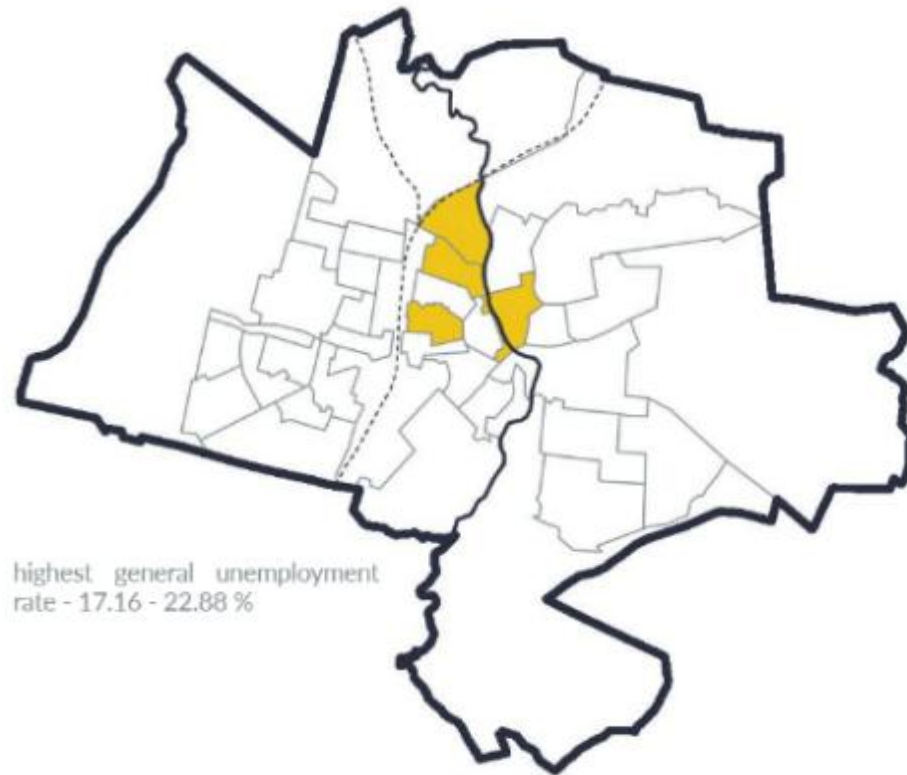 highest general unemployment
rate - 17.16 - 22.88 %